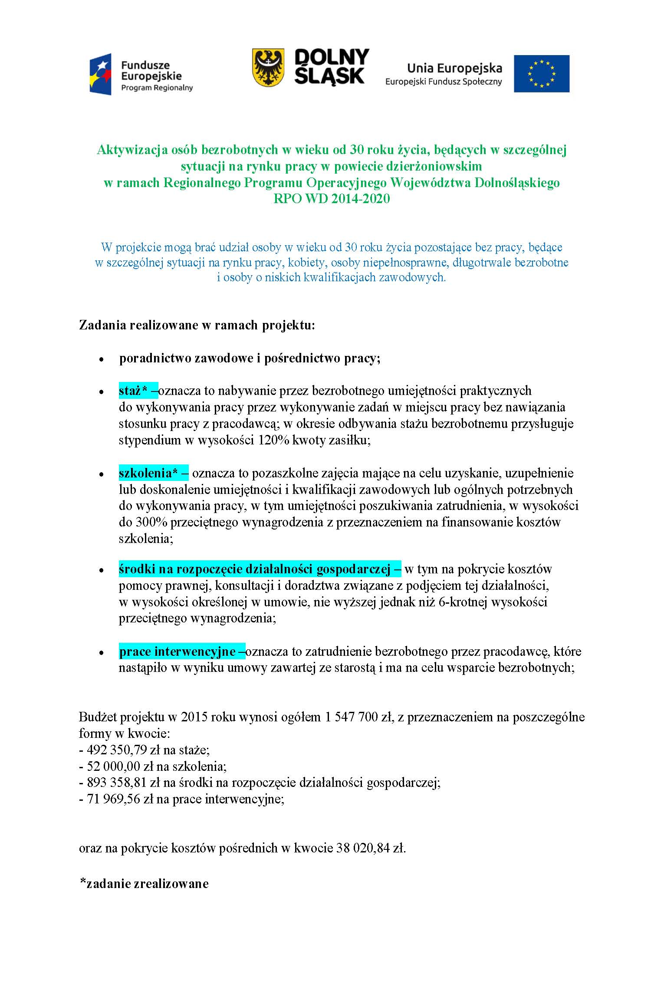 Fundusze
Europejskie
Program Regionalny
DOLNY
ŚLĄSK
Unia Europejska
Europejski Fundusz Społeczny
Aktywizacja osób bezrobotnych w wieku od 30 roku życia, będących w szczególnej
sytuacji na rynku pracy w powiecie dzierżoniowskim
w ramach Regionalnego Programu Operacyjnego Województwa Dolnośląskiego
RPO WD 2014-2020
W projekcie mogą brać udział osoby w wieku od 30 roku życia pozostające bez pracy, będące
w szczególnej sytuacji na rynku pracy, kobiety, osoby niepełnosprawne, długotrwale bezrobotne
i osoby o niskich kwalifikacjach zawodowych.
Zadania realizowane w ramach projektu:
• poradnictwo zawodowe i pośrednictwo pracy;
• staż* –oznacza to nabywanie przez bezrobotnego umiejętności praktycznych
do wykonywania pracy przez wykonywanie zadań w miejscu pracy bez nawiązania
stosunku pracy z pracodawcą; w okresie odbywania stażu bezrobotnemu przysługuje
stypendium w wysokości 120% kwoty zasiłku;
• szkolenia* – oznacza to pozaszkolne zajęcia mające na celu uzyskanie, uzupełnienie
lub doskonalenie umiejętności i kwalifikacji zawodowych lub ogólnych potrzebnych
do wykonywania pracy, w tym umiejętności poszukiwania zatrudnienia, w wysokości
do 300% przeciętnego wynagrodzenia z przeznaczeniem na finansowanie kosztów
szkolenia;
• środki na rozpoczęcie działalności gospodarczej – w tym na pokrycie kosztów
pomocy prawnej, konsultacji i doradztwa związane z podjęciem tej działalności,
w wysokości określonej w umowie, nie wyższej jednak niż 6-krotnej wysokości
przeciętnego wynagrodzenia;
• prace interwencyjne –oznacza to zatrudnienie bezrobotnego przez pracodawcę, które
nastąpiło w wyniku umowy zawartej ze starostą i ma na celu wsparcie bezrobotnych;
Budżet projektu w 2015 roku wynosi ogółem 1 547 700 zł, z przeznaczeniem na poszczególne
formy w kwocie:
- 492 350,79 zł na staże;
- 52 000,00 zł na szkolenia;
- 893 358,81 zł na środki na rozpoczęcie działalności gospodarczej;
- 71 969,56 zł na prace interwencyjne;
oraz na pokrycie kosztów pośrednich w kwocie 38 020,84 zł.
*zadanie zrealizowane